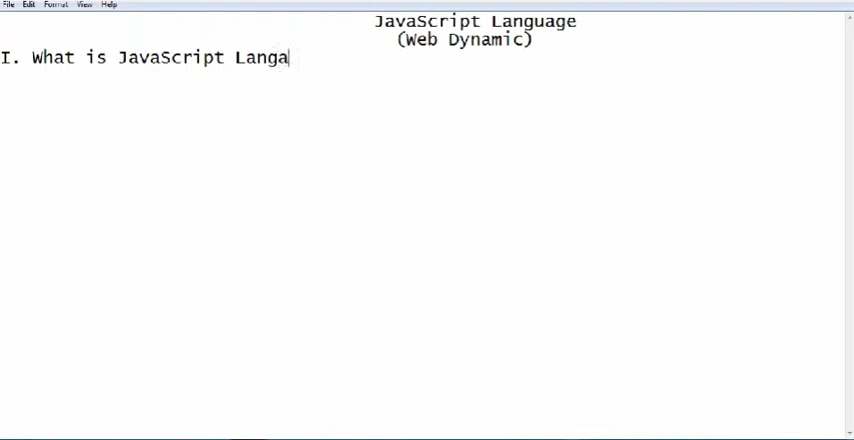 File Edit Format View Help
JavaScript Language
(Web Dynamic)
I. What is JavaScript Langa